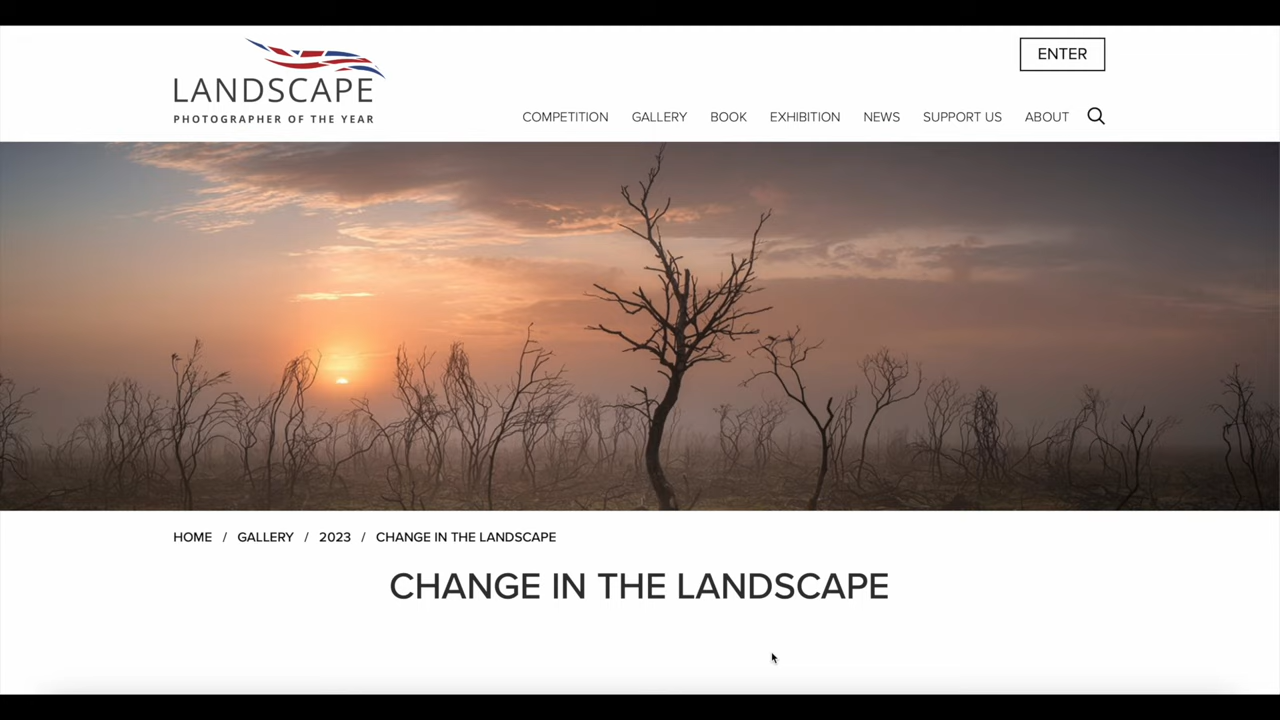 LANDSCAPE
PHOTOGRAPHER OF THE YEAR
ENTER
COMPETITION GALLERY BOOK EXHIBITION NEWS SUPPORT US ABOUT
HOME / GALLERY / 2023 / CHANGE IN THE LANDSCAPE
CHANGE IN THE LANDSCAPE